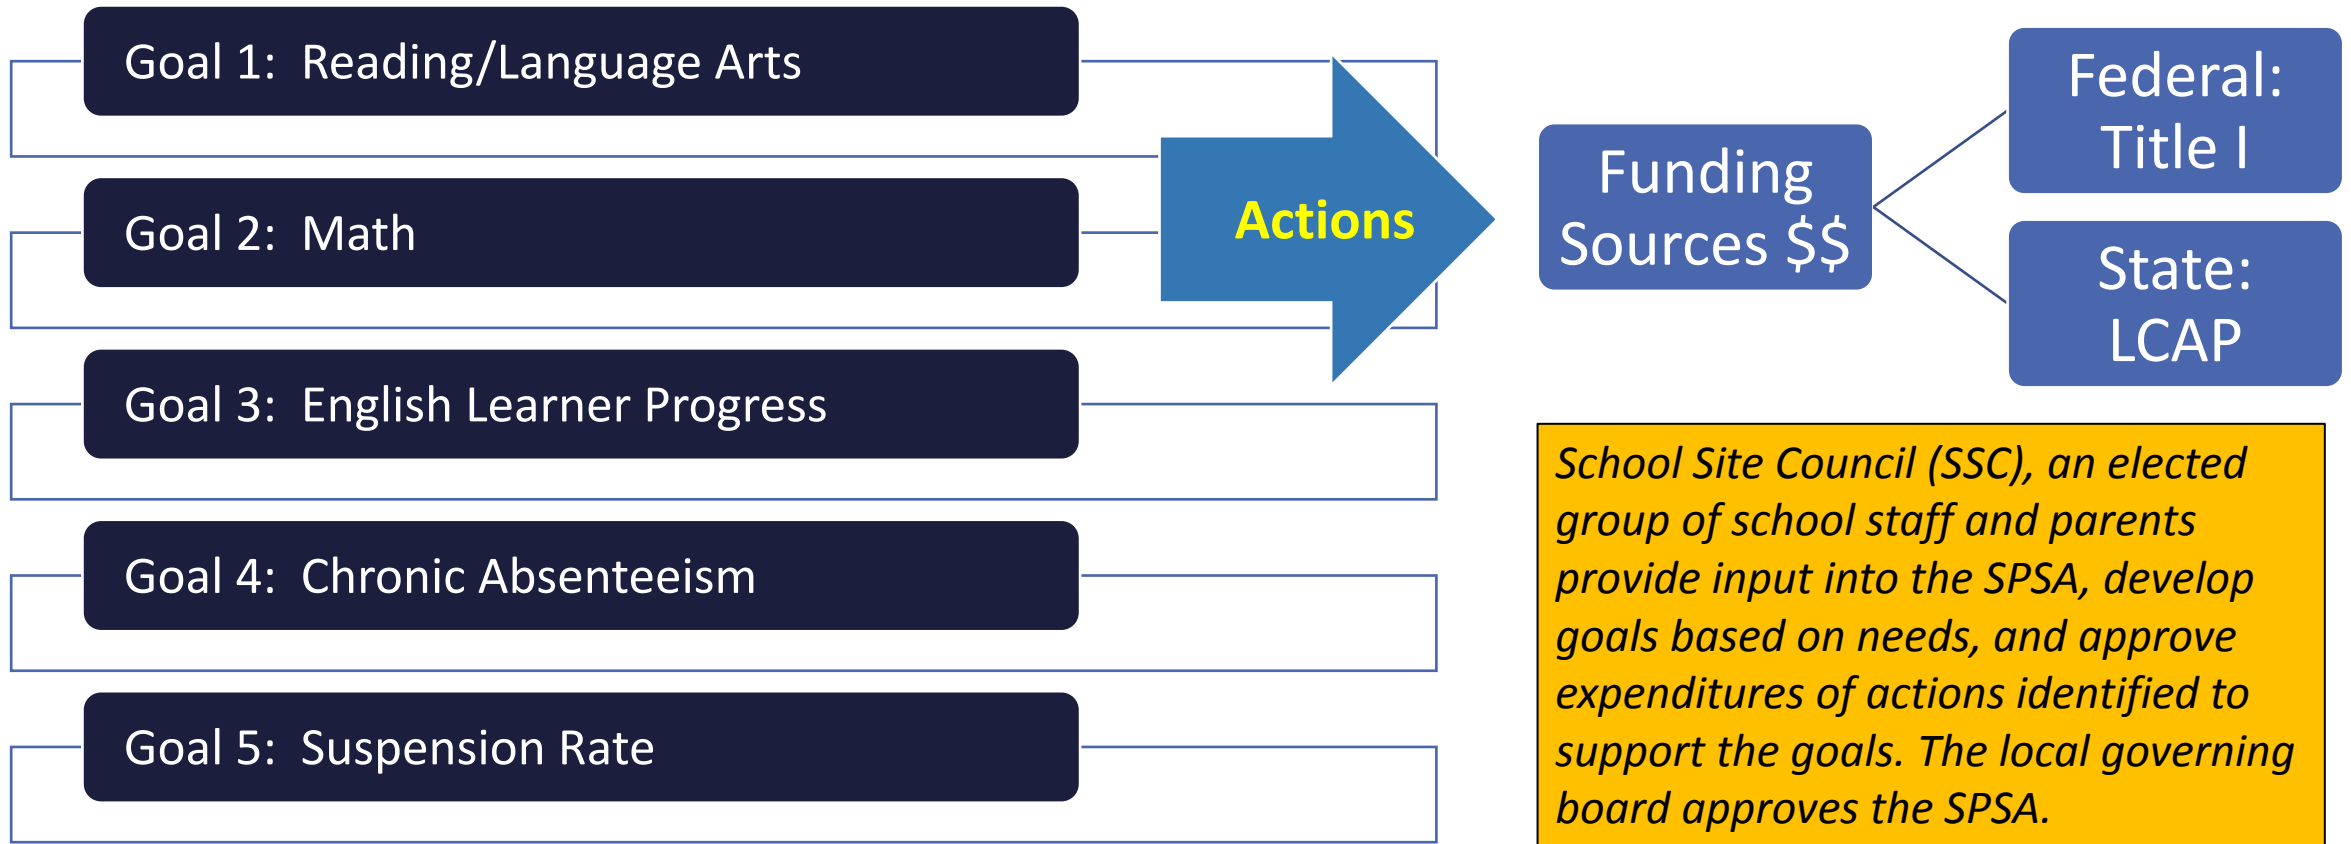 Goal 1: Reading/Language Arts
Goal 2: Math
Goal 3: English Learner Progress
Goal 4: Chronic Absenteeism
Goal 5: Suspension Rate
Actions
Funding
Sources $$
Federal:
Title I
State:
LCAP
School Site Council (SSC), an elected
group of school staff and parents
provide input into the SPSA, develop
goals based on needs, and approve
expenditures of actions identified to
support the goals. The local governing
board approves the SPSA.